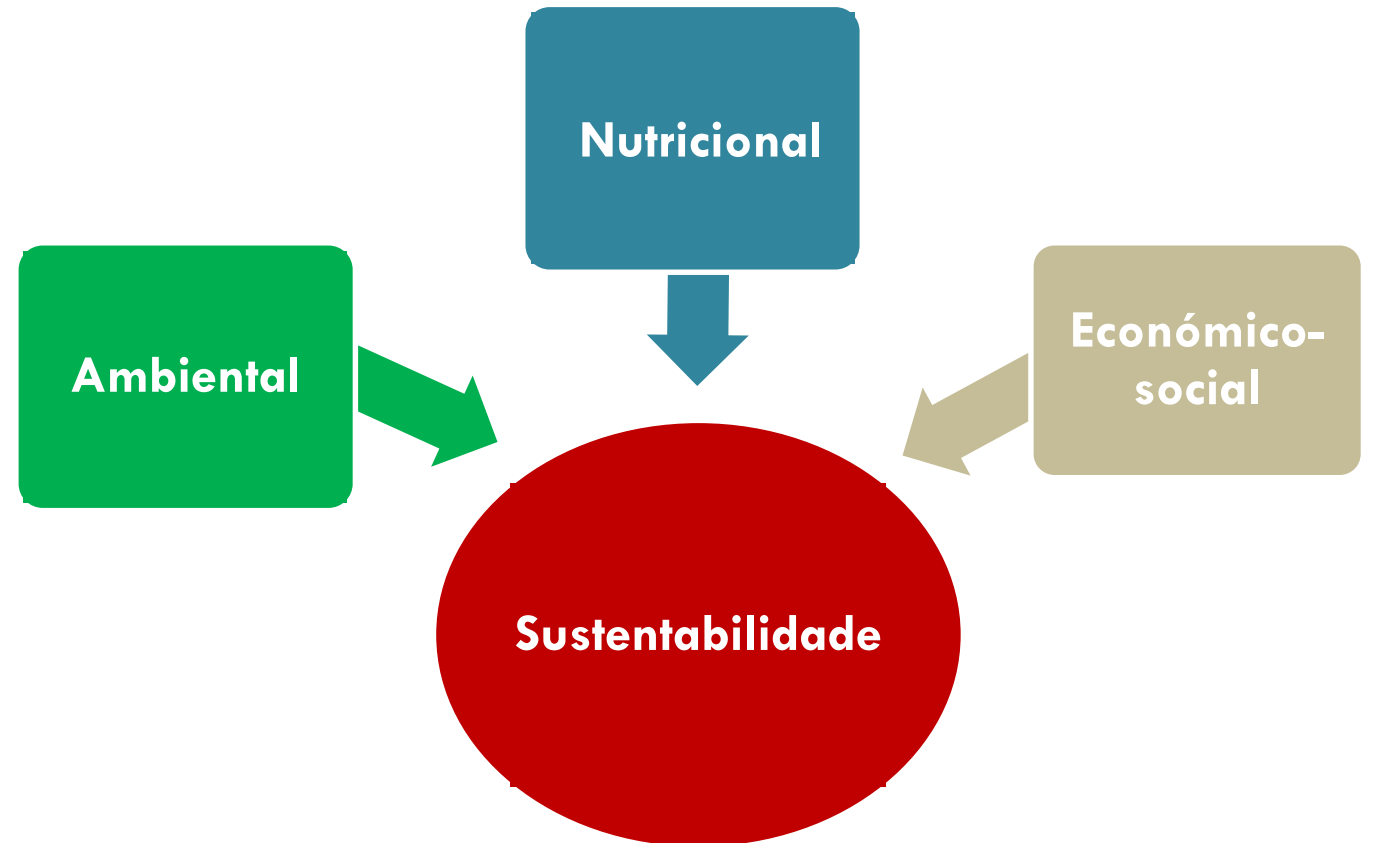 Nutricional
Ambiental
Económico-
social
Sustentabilidade